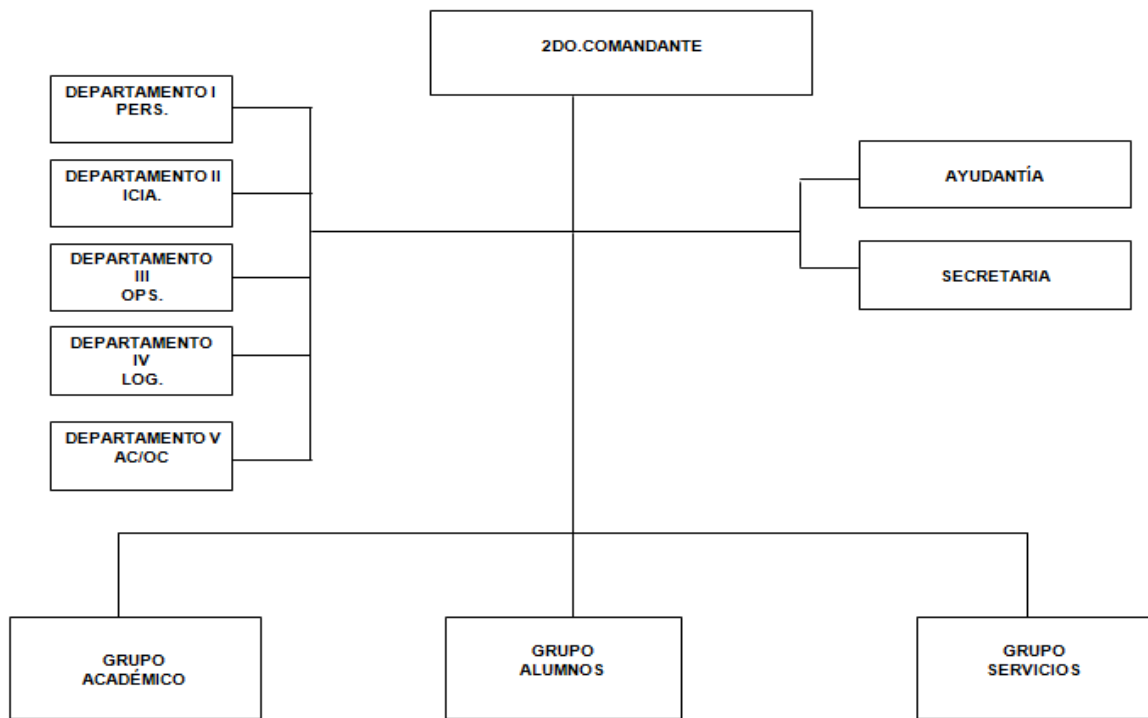 2DO.COMANDANTE
DEPARTAMENTO I
PERS.
DEPARTAMENTO II
ICIA.
DEPARTAMENTO
III
OPS.
DEPARTAMENTO
IV
LOG.
DEPARTAMENTO V
AC/OC
AYUDANTÍA
SECRETARIA
GRUPO
ACADÉMICO
GRUPO
ALUMNOS
GRUPO
SERVICIOS